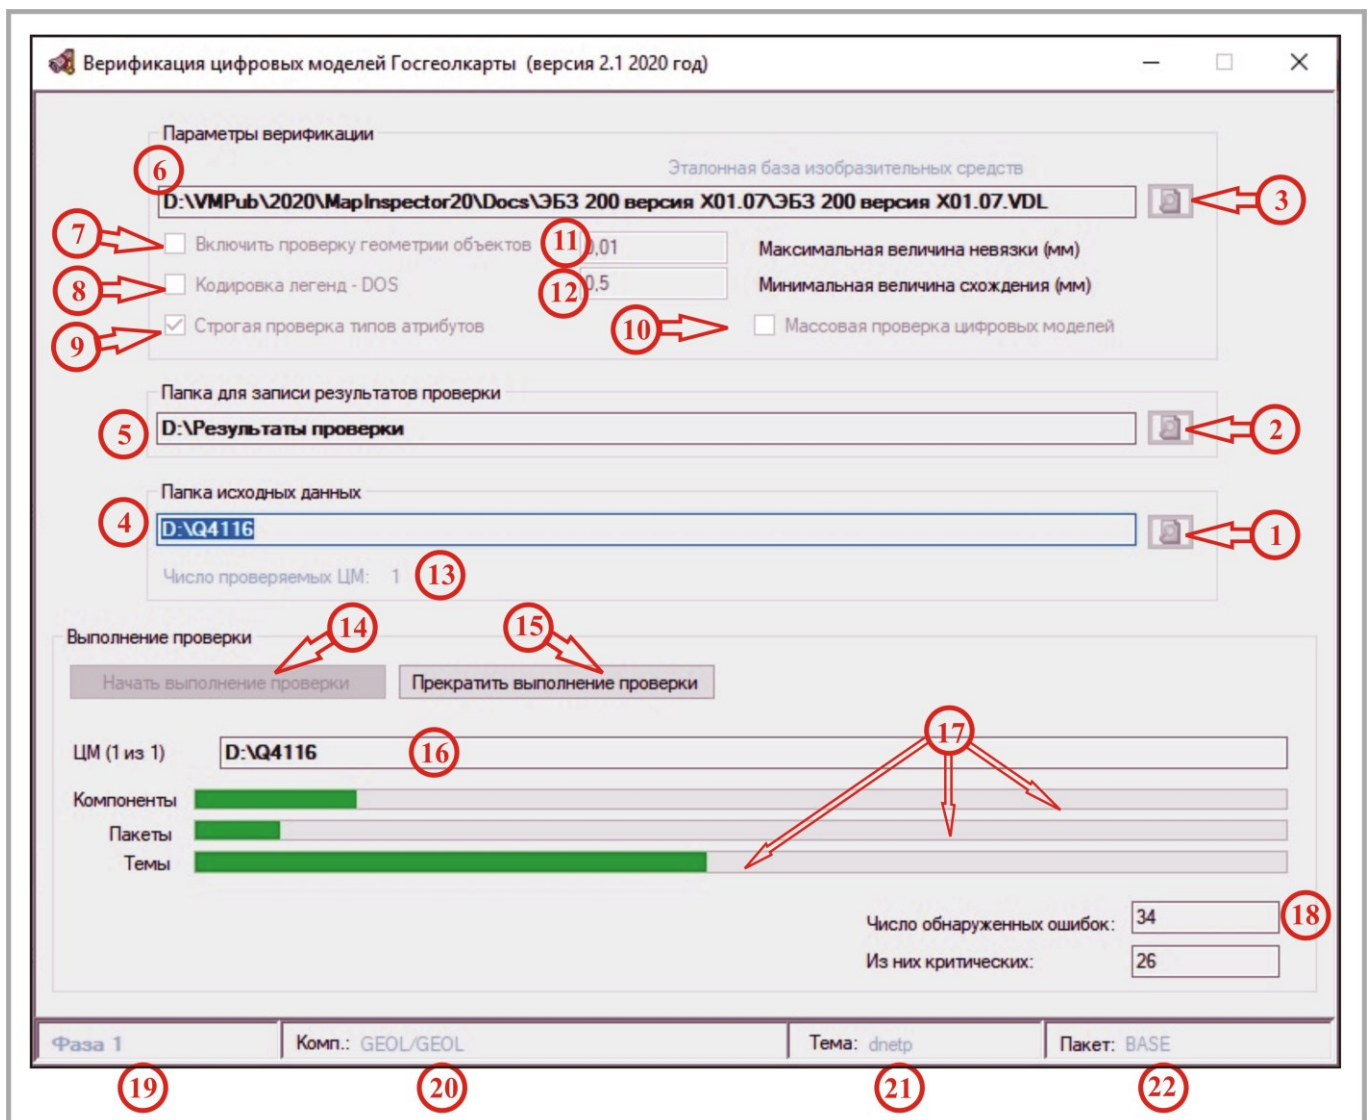 Верификация цифровых моделей Госгеолкарты (версия 2.1 2020 год)
Параметры верификации
6
Эталонная база изобразительных средств
D:\VMPub\2020\MapInspector20\Docs\ЭБЗ 200 версия X01.07\ЭБЗ 200 версия X01.07.VDL
3
7
Включить проверку геометрии объектов
11
0,01
Максимальная величина невязки (мм)
8
Кодировка легенд - DOS
12
0,5
Минимальная величина схождения (мм)
9
Строгая проверка типов атрибутов
10
Массовая проверка цифровых моделей
Папка для записи результатов проверки
5
D:\Результаты проверки
2
Папка исходных данных
4
D:\Q4116
1
Число проверяемых ЦМ: 1
13
Выполнение проверки
14
15
Начать выполнение проверки
Прекратить выполнение проверки
17
ЦМ (1 из 1)
D:\Q4116
16
Компоненты
Пакеты
Темы
Число обнаруженных ошибок:
34
18
Из них критических:
26
Фаза 1
Комп.: GEOL/GEOL
Тема: dnetp
Пакет: BASE
19
20
21
22